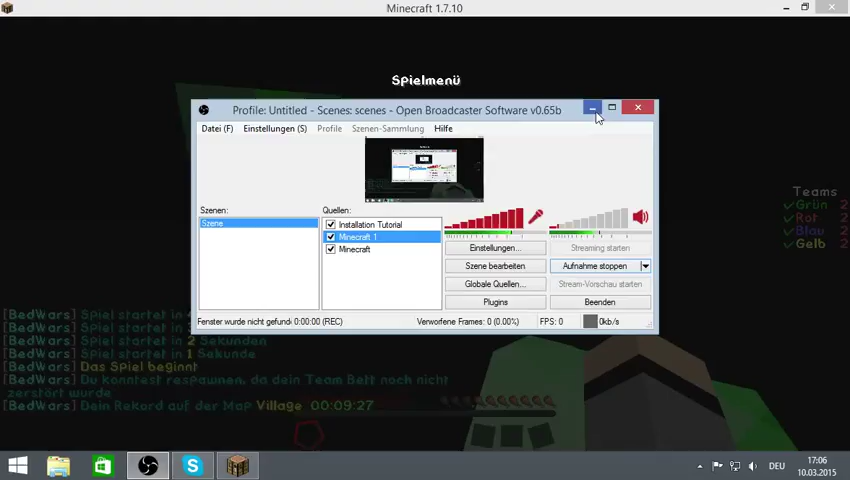 Minecraft 1.7.10
Spielmenü
Profile: Untitled - Scenes: scenes - Open Broadcaster Software v0.65b
Datei (F) Einstellungen (S) Profile Szenen-Sammlung Hilfe
Szenen:
Szene
Quellen:
Installation Tutorial
Minecraft 1
Minecraft
Einstellungen... Streaming starten
Szene bearbeiten Aufnahme stoppen
Globale Quellen... Stream-Vorschau starten
Plugins Beenden
Fenster wurde nicht gefund 0:00:00 (REC) Verworfene Frames: 0 (0.00%) FPS: 0 0kb/s
Teams
✓Grün 2
✓Rot 2
✓Blau 2
✓Gelb 2
[BedWars] Spiel startet in 4
[BedWars] Spiel startet in
[BedWars] Spiel startet in 2 Sekunden
[BedWars] Spiel startet in 1 Sekunde
[BedWars] Das Spiel beginnt
[BedWars] Du konntest respawnen, da dein Team Bett noch nicht
zerstört wurde
[BedWars] Dein Rekord auf der Map Village 00:09:27
DEU
17:06
10.03.2015